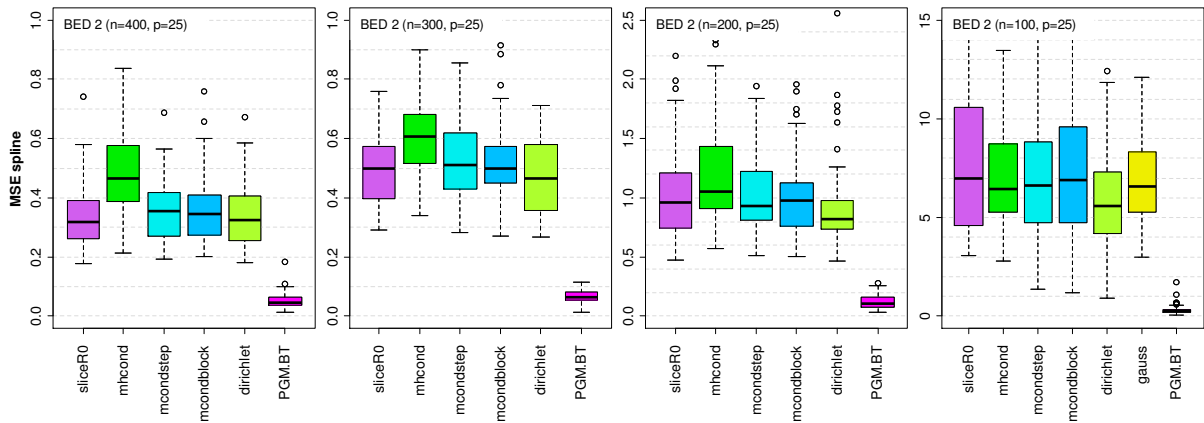 BED 2 (n=400, p=25)
MSE spline
1.0
0.8
0.6
0.4
0.2
0.0
sliceR0
mhcond
mcondstep
mcondblock
dirichlet
PGM.BT
BED 2 (n=300, p=25)
1.0
0.8
0.6
0.4
0.2
0.0
sliceR0
mhcond
mcondstep
mcondblock
dirichlet
PGM.BT
BED 2 (n=200, p=25)
2.5
2.0
1.5
1.0
0.5
0.0
sliceR0
mhcond
mcondstep
mcondblock
dirichlet
PGM.BT
BED 2 (n=100, p=25)
15
10
5
0
sliceR0
mhcond
mcondstep
mcondblock
dirichlet
gauss
PGM.BT